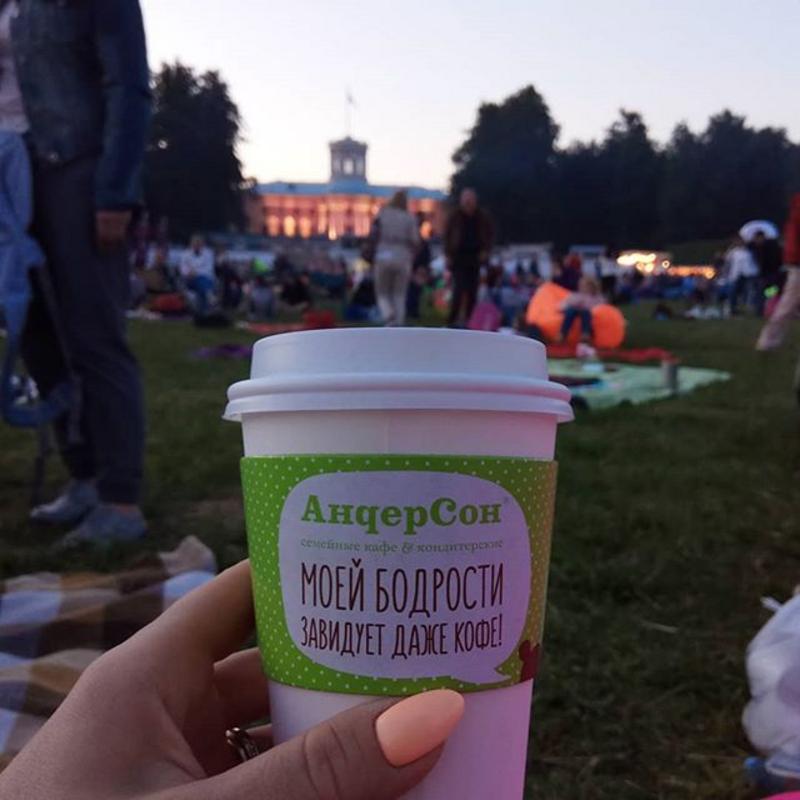 АндерСон®
семейные кафе & кондитерские
МОЕЙ БОДРОСТИ
ЗАВИДУЕТ ДАЖЕ КОФЕ!